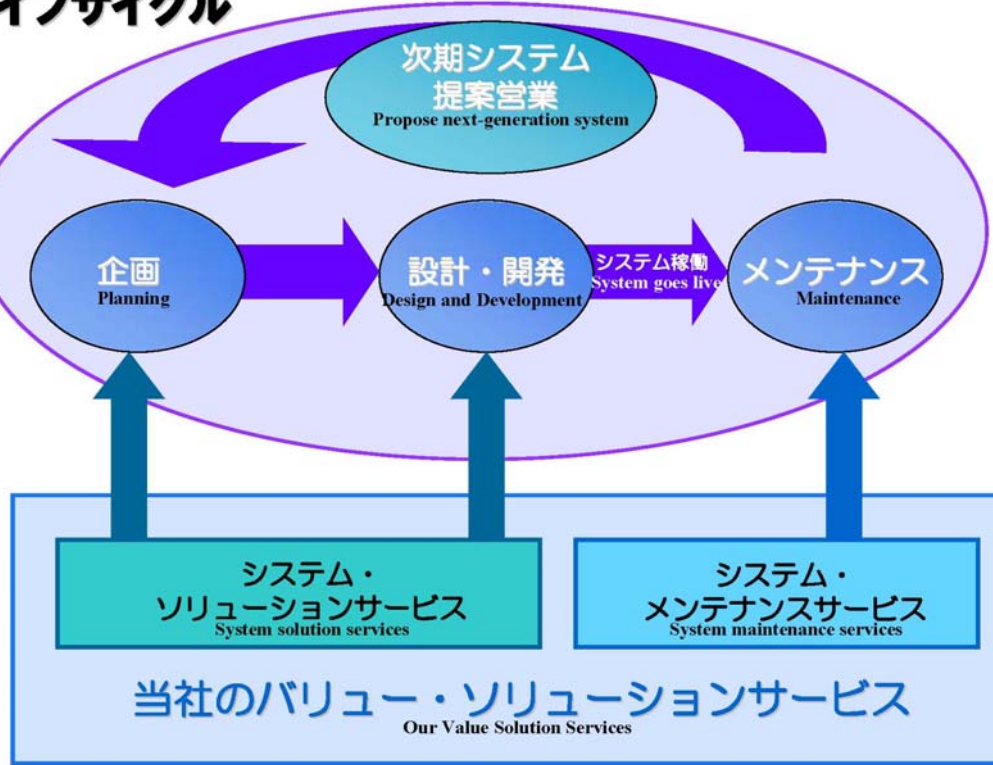 イフサイクル
次期システム
提案営業
Propose next-generation system
企画
Planning
設計・開発
Design and Development
システム稼働
System goes live
メンテナンス
Maintenance
システム・
ソリューションサービス
System solution services
システム・
メンテナンスサービス
System maintenance services
当社のバリュー・ソリューションサービス
Our Value Solution Services